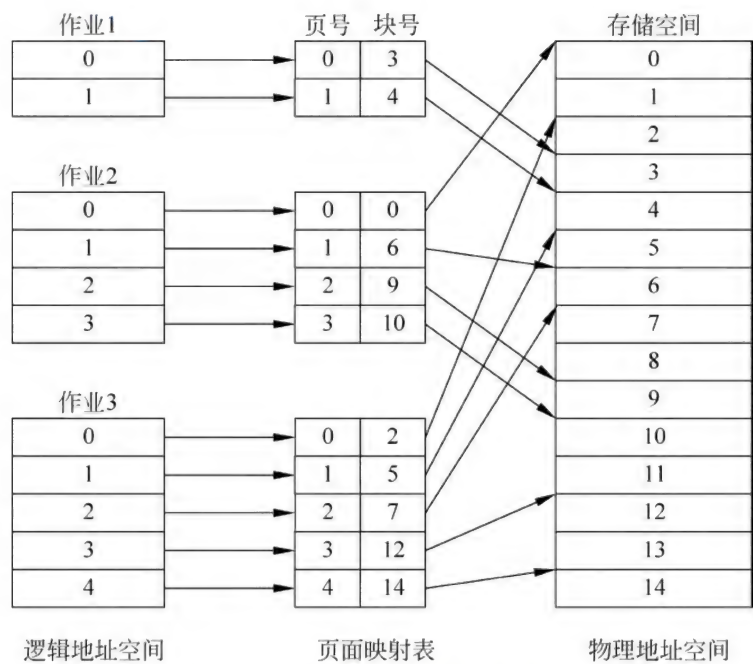 作业1 页号 块号 存储空间
0 0 3 0
1 1 4 1
2
作业2 3
0 0 0 4
1 1 6 5
2 2 9 6
3 3 10 7
8
作业3 9
0 0 2 10
1 1 5 11
2 2 7 12
3 3 12 13
4 4 14 14
逻辑地址空间 页面映射表 物理地址空间